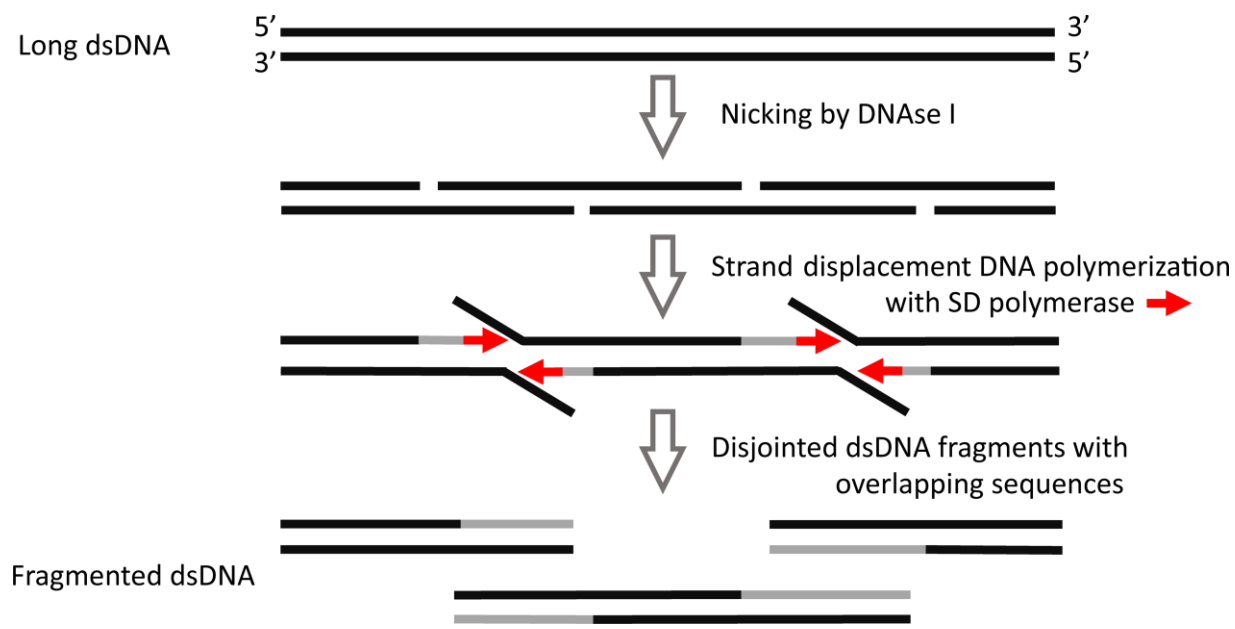 5’ 3’
Long dsDNA
3’ 5’
Nicking by DNAse I
Strand displacement DNA polymerization
with SD polymerase
Disjointed dsDNA fragments with
overlapping sequences
Fragmented dsDNA